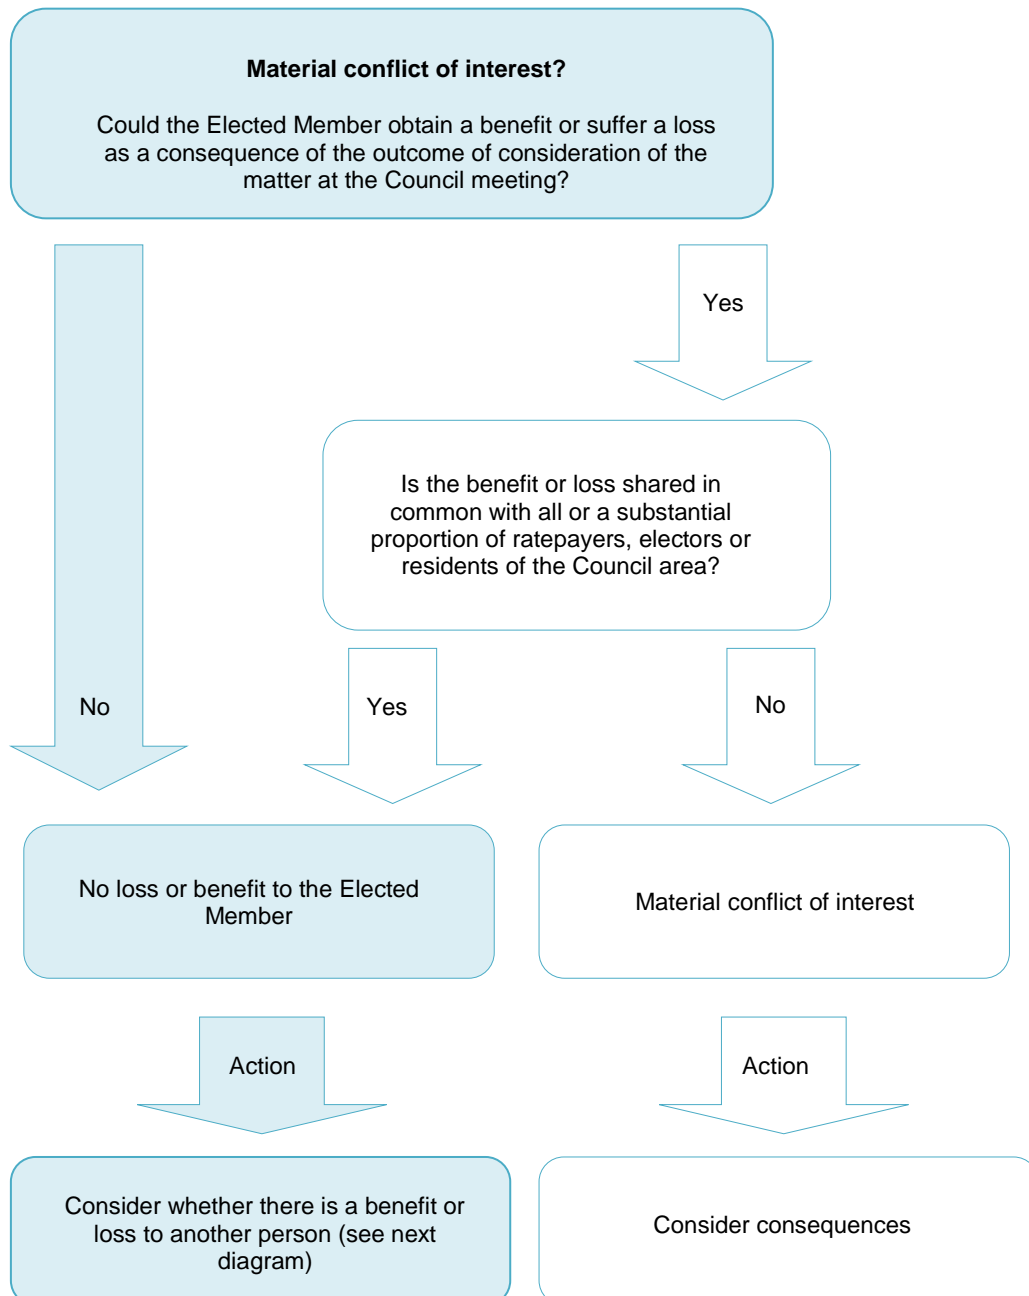 Material conflict of interest?
Could the Elected Member obtain a benefit or suffer a loss
as a consequence of the outcome of consideration of the
matter at the Council meeting?
Yes
Is the benefit or loss shared in
common with all or a substantial
proportion of ratepayers, electors or
residents of the Council area?
No
Yes
No
No loss or benefit to the Elected
Member
Material conflict of interest
Action
Action
Consider whether there is a benefit or
loss to another person (see next
diagram)
Consider consequences